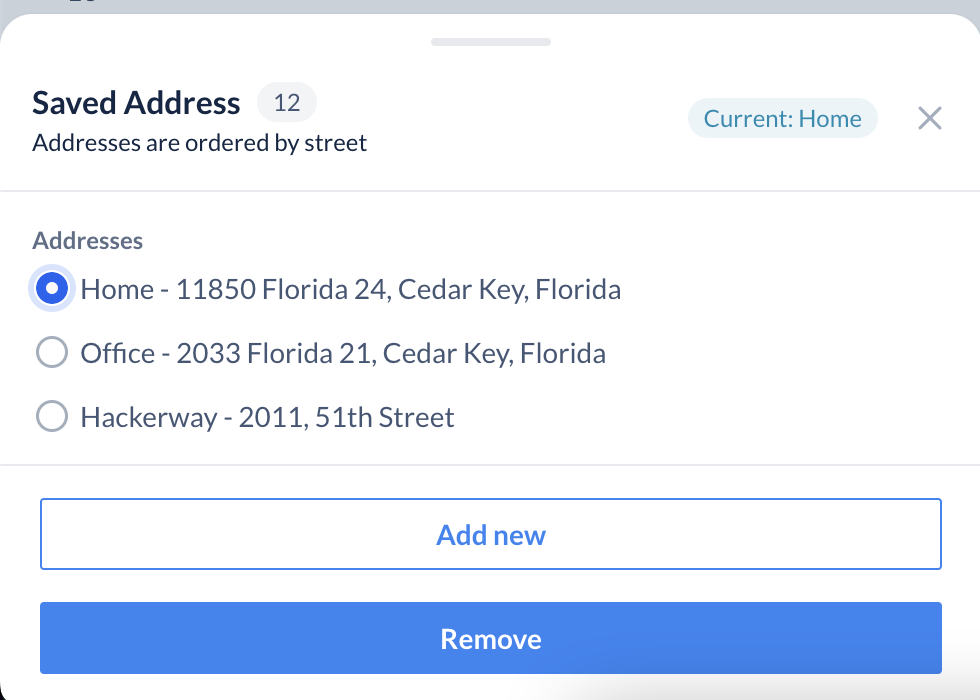 Saved Address 12
Addresses are ordered by street
Current: Home
Addresses
Home - 11850 Florida 24, Cedar Key, Florida
Office - 2033 Florida 21, Cedar Key, Florida
Hackerway - 2011, 51th Street
Add new
Remove